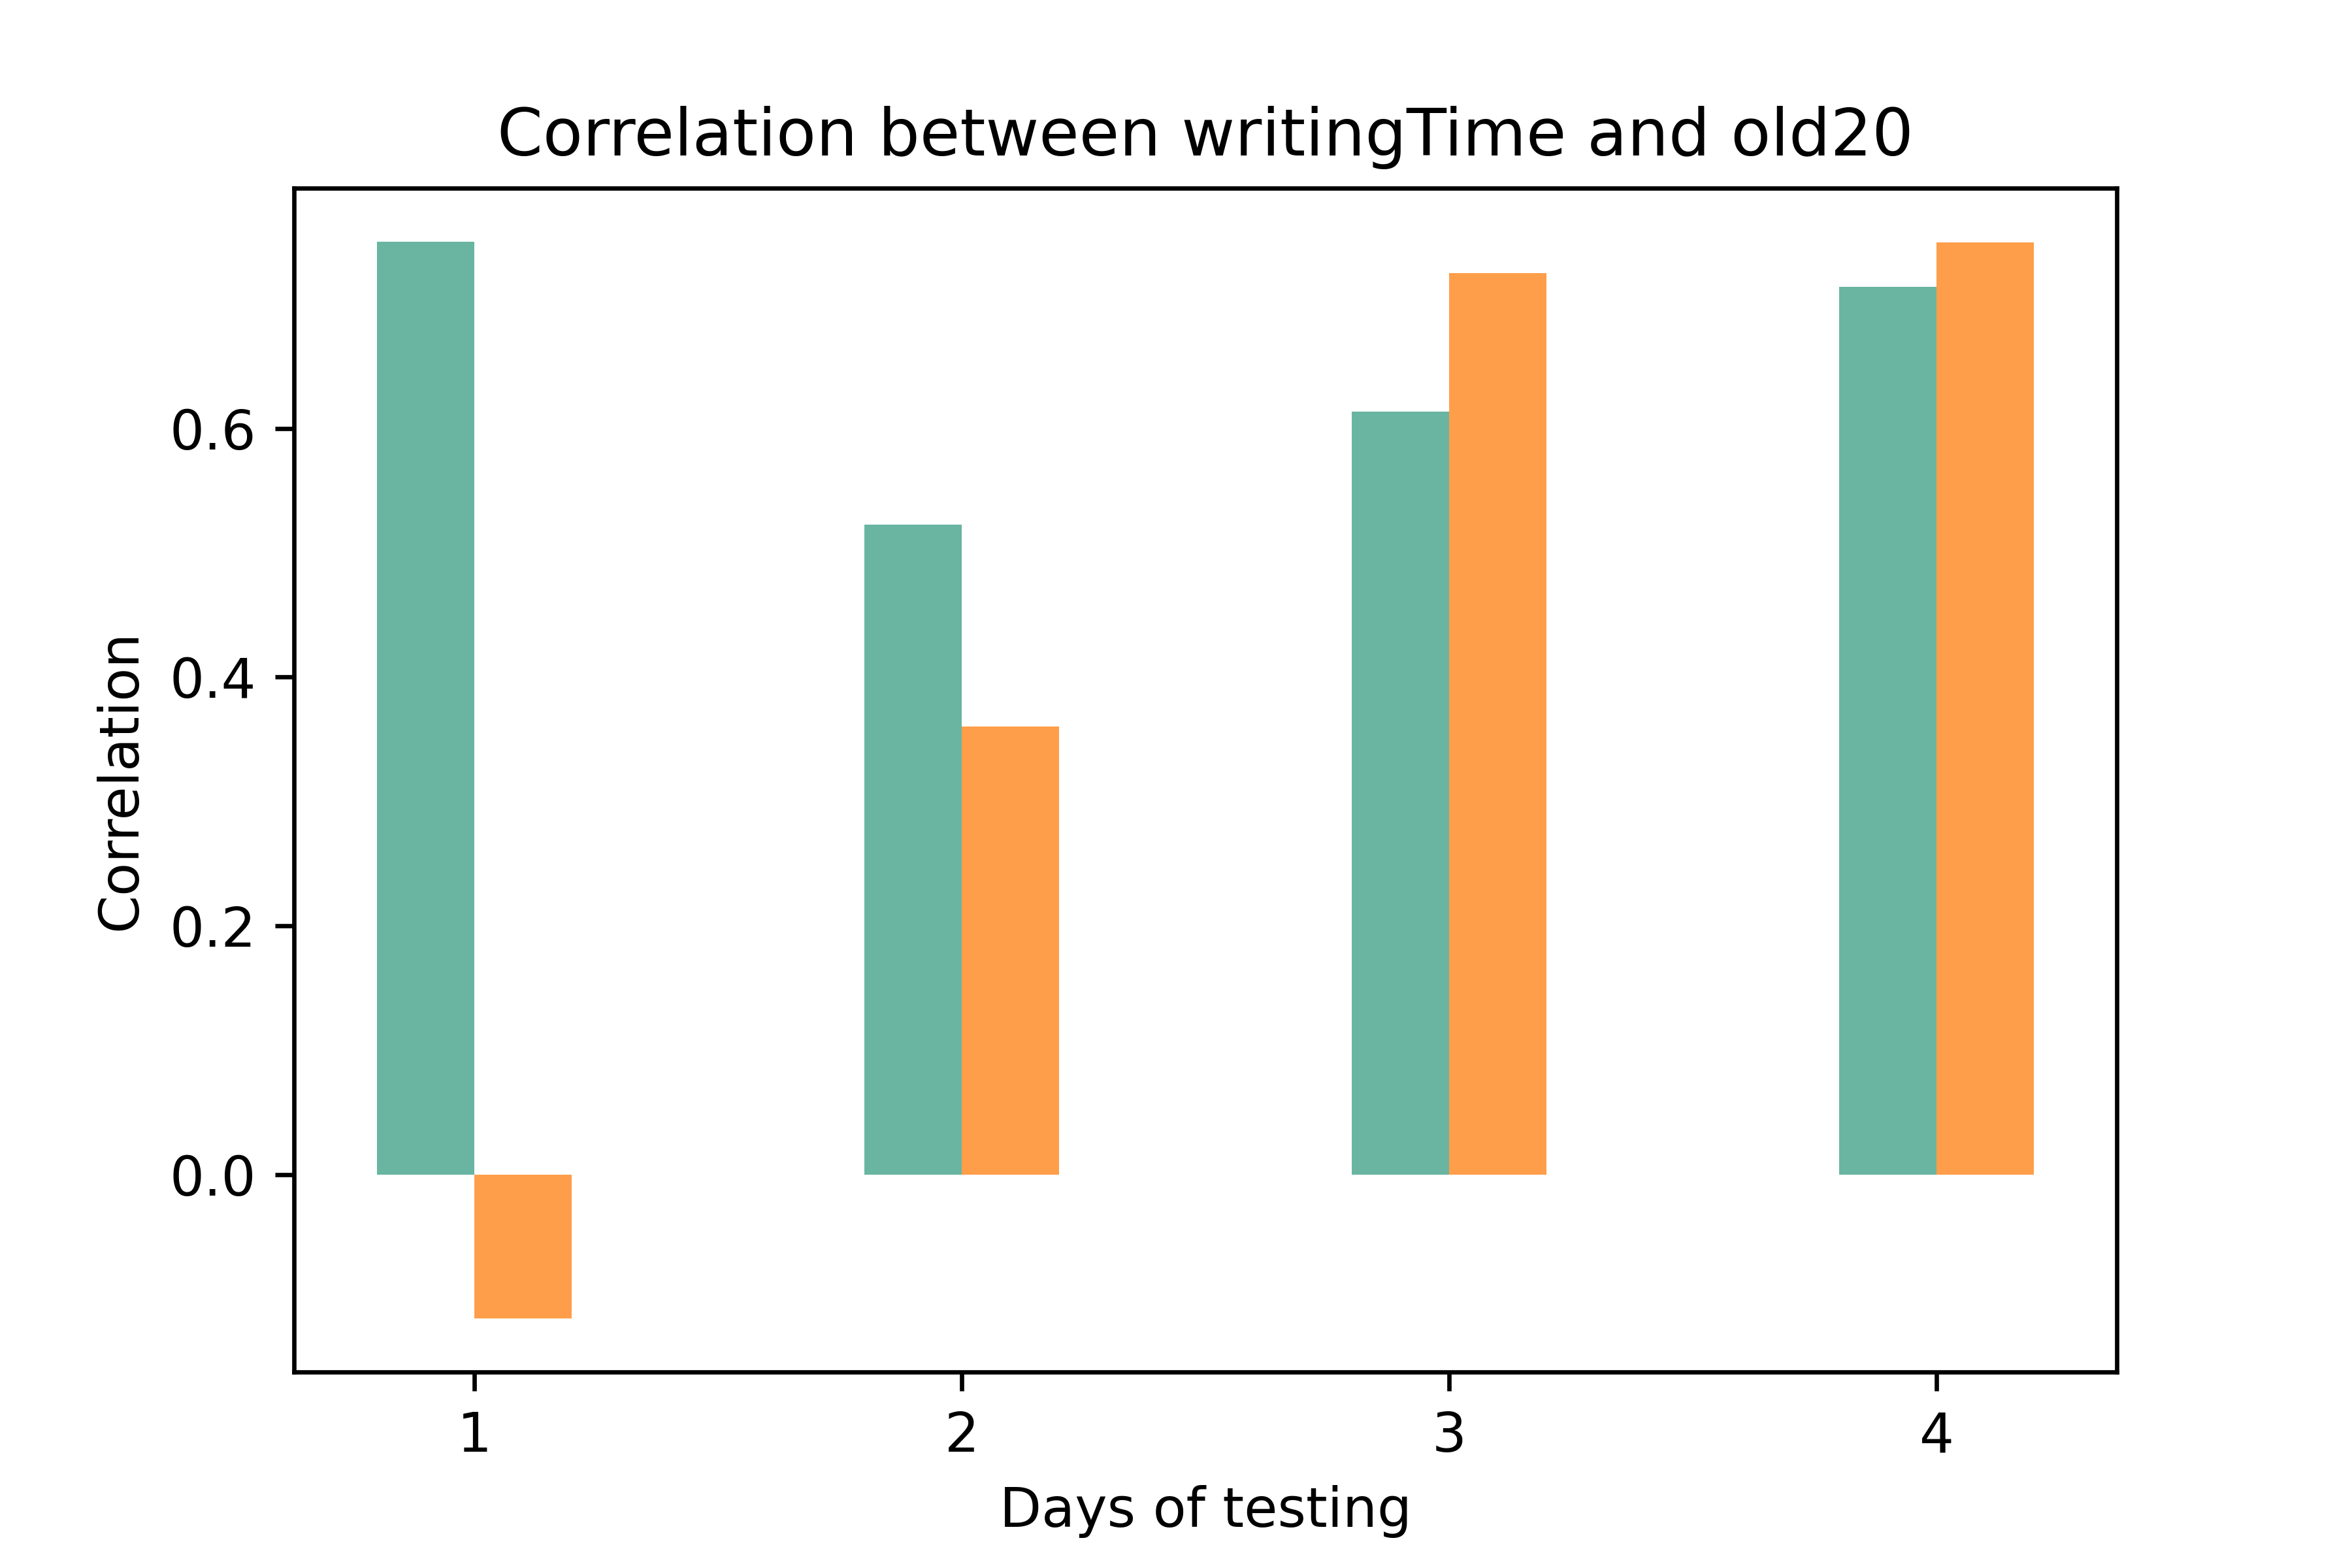 Correlation between writingTime and old20
Correlation
0.6
0.4
0.2
0.0
1 2 3 4
Days of testing